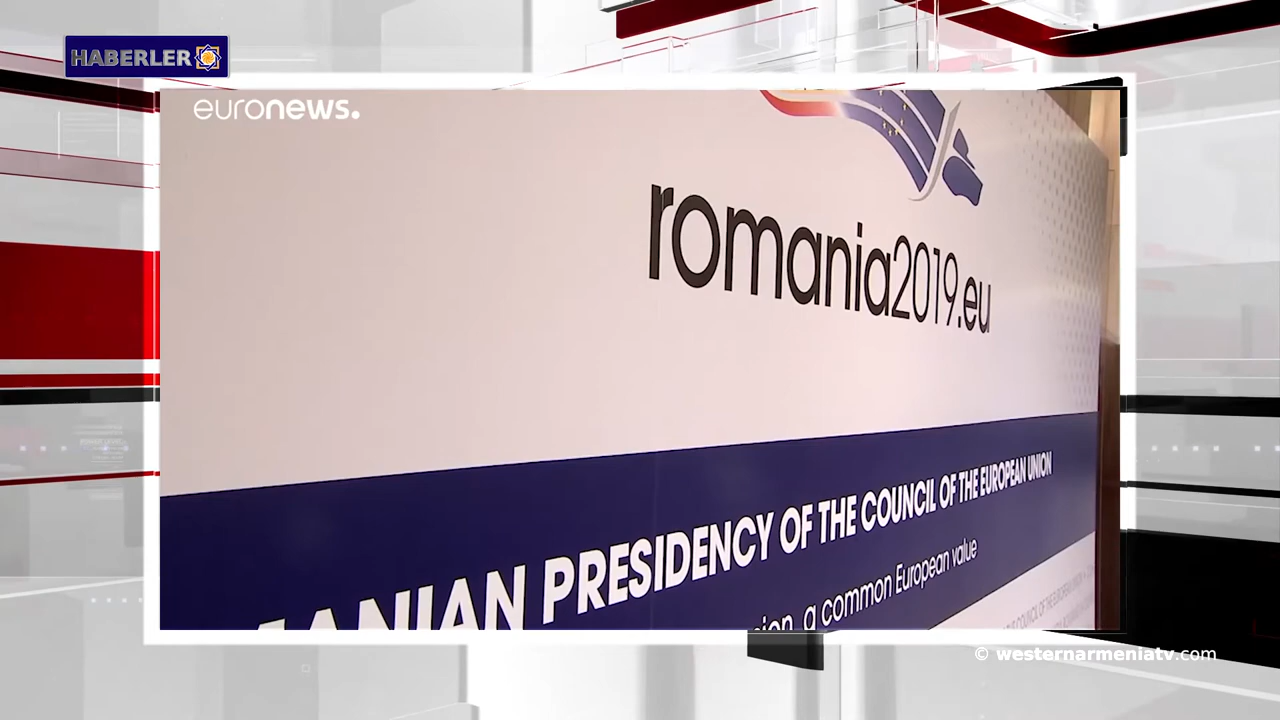 HABERLER
euronews.
romania2019.eu
ANIAN PRESIDENCY OF THE COUNCIL OF THE EUROPEAN UNION
a common European value
© westernarmeniatv.com